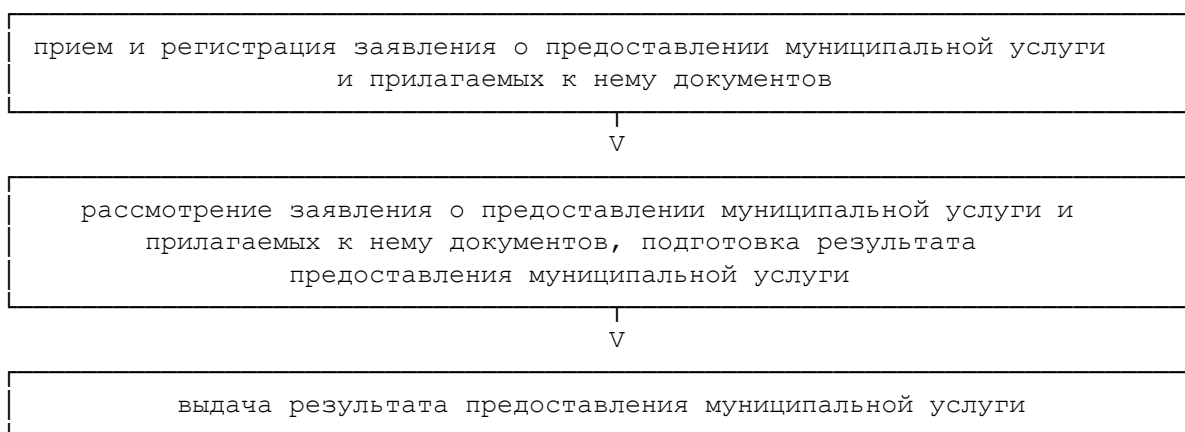 прием и регистрация заявления о предоставлении муниципальной услуги
и прилагаемых к нему документов
V
рассмотрение заявления о предоставлении муниципальной услуги и
прилагаемых к нему документов, подготовка результата
предоставления муниципальной услуги
V
выдача результата предоставления муниципальной услуги